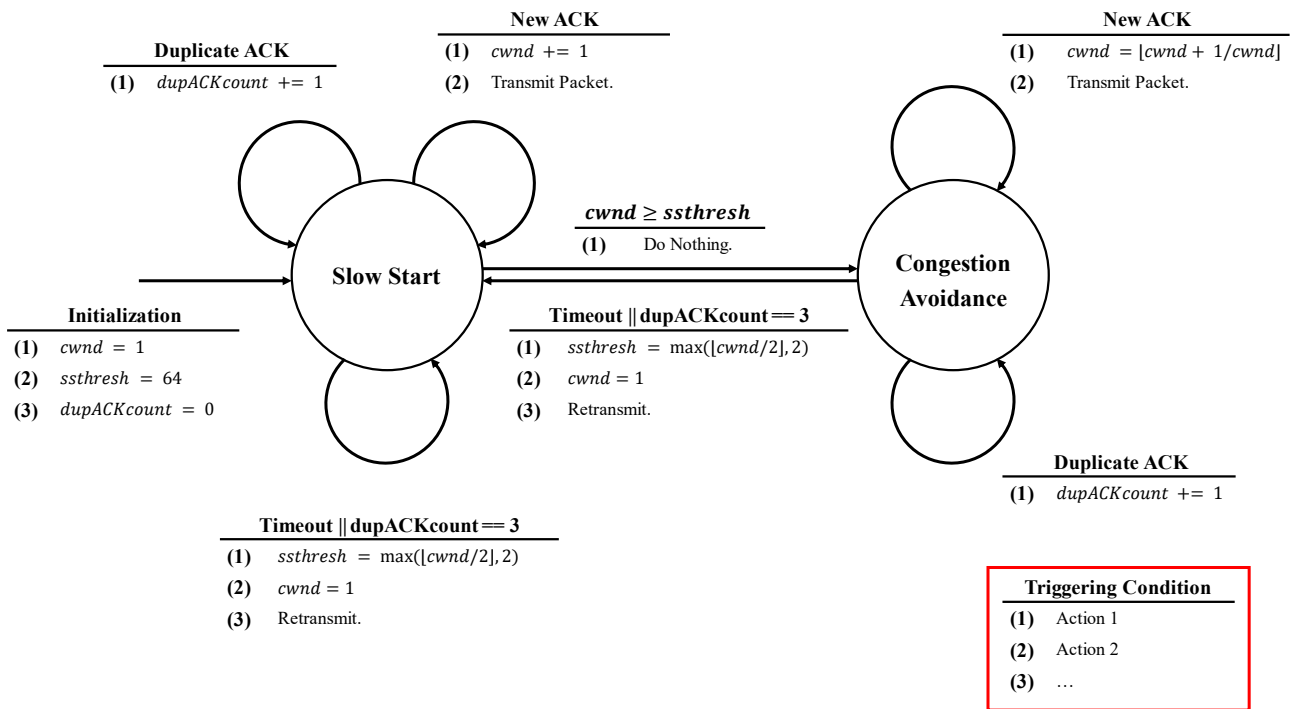 New ACK
(1) cwnd += 1
(2) Transmit Packet.
New ACK
(1) cwnd = ⌊cwnd + 1/cwnd⌋
(2) Transmit Packet.
Duplicate ACK
(1) dupACKcount += 1
cwnd ≥ ssthresh
(1) Do Nothing.
Slow Start
Congestion
Avoidance
Initialization
(1) cwnd = 1
(2) ssthresh = 64
(3) dupACKcount = 0
Timeout || dupACKcount == 3
(1) ssthresh = max(⌊cwnd/2⌋, 2)
(2) cwnd = 1
(3) Retransmit.
Duplicate ACK
(1) dupACKcount += 1
Timeout || dupACKcount == 3
(1) ssthresh = max(⌊cwnd/2⌋, 2)
(2) cwnd = 1
(3) Retransmit.
Triggering Condition
(1) Action 1
(2) Action 2
(3) …